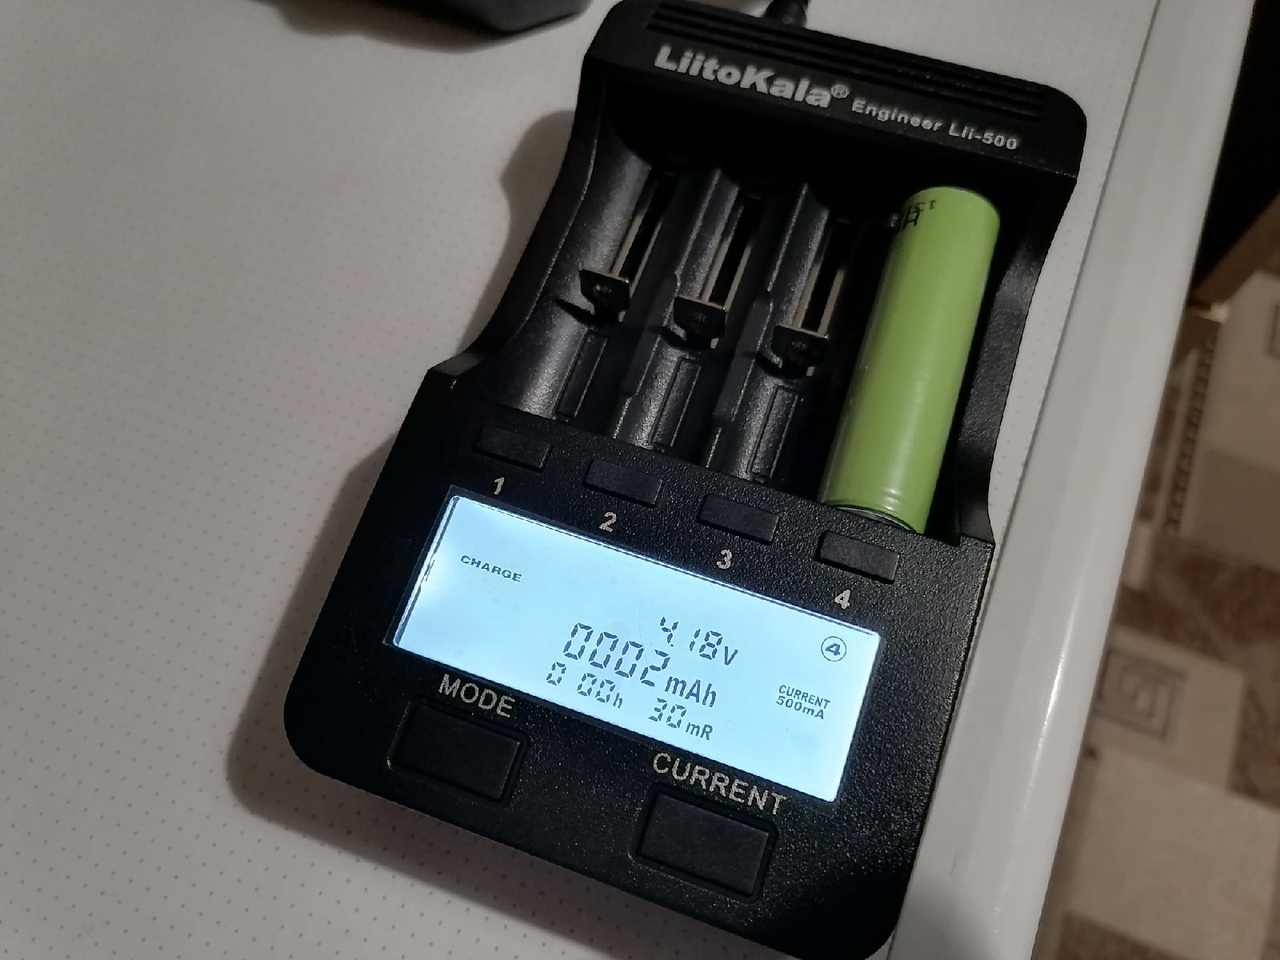 LiitoKala® Engineer Lii-500
1
2
3
4
CHARGE
4.18v
4
0002mAh
CURRENT
500mA
0 00h 30mR
MODE
CURRENT